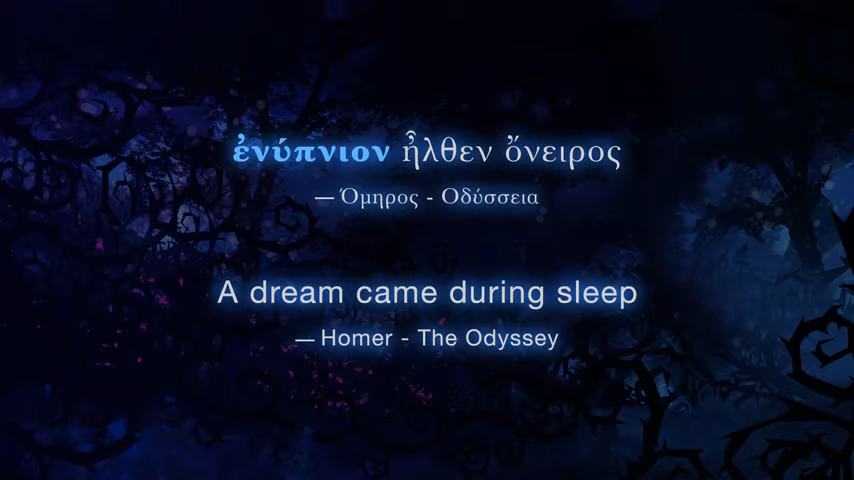 ἐνύπνιον ἦλθεν ὄνειρος
— Όμηρος - Οδύσσεια
A dream came during sleep
— Homer - The Odyssey